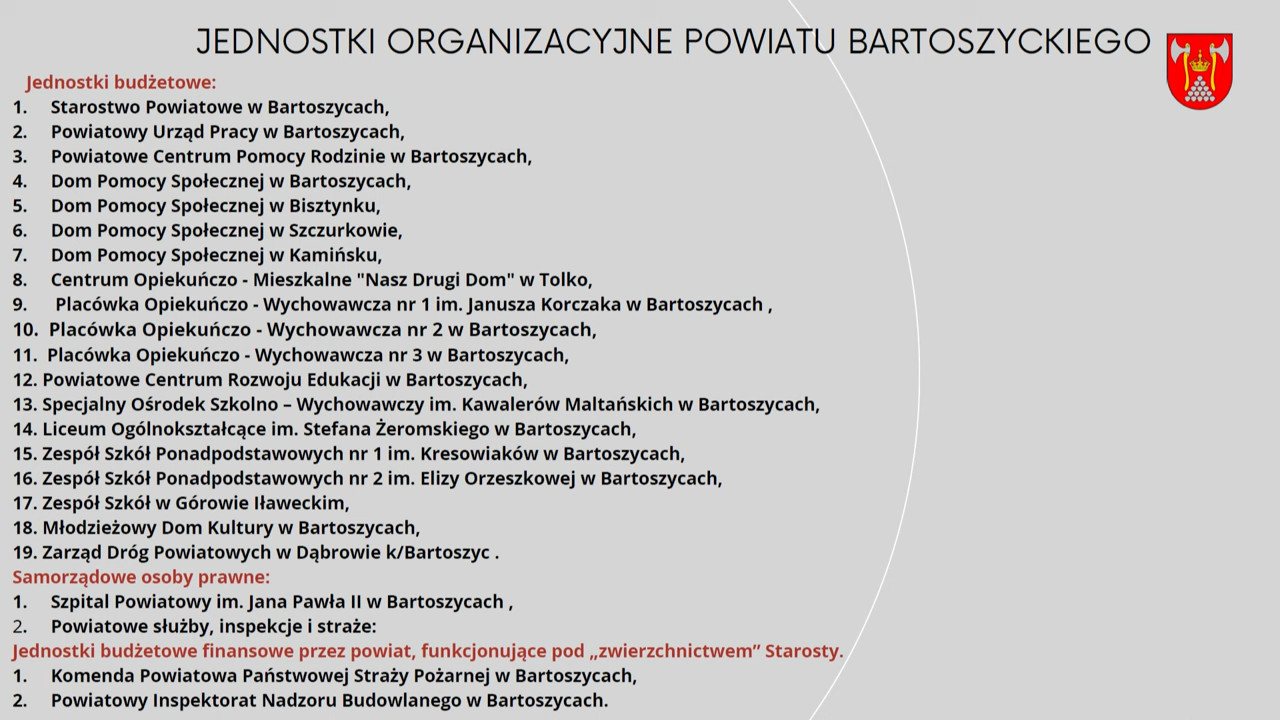 JEDNOSTKI ORGANIZACYJNE POWIATU BARTOSZYCKIEGO
Jednostki budżetowe:
1. Starostwo Powiatowe w Bartoszycach,
2. Powiatowy Urząd Pracy w Bartoszycach,
3. Powiatowe Centrum Pomocy Rodzinie w Bartoszycach,
4. Dom Pomocy Społecznej w Bartoszycach,
5. Dom Pomocy Społecznej w Bisztynku,
6. Dom Pomocy Społecznej w Szczurkowie,
7. Dom Pomocy Społecznej w Kamińsku,
8. Centrum Opiekuńczo - Mieszkalne "Nasz Drugi Dom" w Tolko,
9. Placówka Opiekuńczo - Wychowawcza nr 1 im. Janusza Korczaka w Bartoszycach ,
10. Placówka Opiekuńczo - Wychowawcza nr 2 w Bartoszycach,
11. Placówka Opiekuńczo - Wychowawcza nr 3 w Bartoszycach,
12. Powiatowe Centrum Rozwoju Edukacji w Bartoszycach,
13. Specjalny Ośrodek Szkolno – Wychowawczy im. Kawalerów Maltańskich w Bartoszycach,
14. Liceum Ogólnokształcące im. Stefana Żeromskiego w Bartoszycach,
15. Zespół Szkół Ponadpodstawowych nr 1 im. Kresowiaków w Bartoszycach,
16. Zespół Szkół Ponadpodstawowych nr 2 im. Elizy Orzeszkowej w Bartoszycach,
17. Zespół Szkół w Górowie Iławeckim,
18. Młodzieżowy Dom Kultury w Bartoszycach,
19. Zarząd Dróg Powiatowych w Dąbrowie k/Bartoszyc .
Samorządowe osoby prawne:
1. Szpital Powiatowy im. Jana Pawła II w Bartoszycach ,
2. Powiatowe służby, inspekcje i straże:
Jednostki budżetowe finansowe przez powiat, funkcjonujące pod „zwierzchnictwem” Starosty.
1. Komenda Powiatowa Państwowej Straży Pożarnej w Bartoszycach,
2. Powiatowy Inspektorat Nadzoru Budowlanego w Bartoszycach.